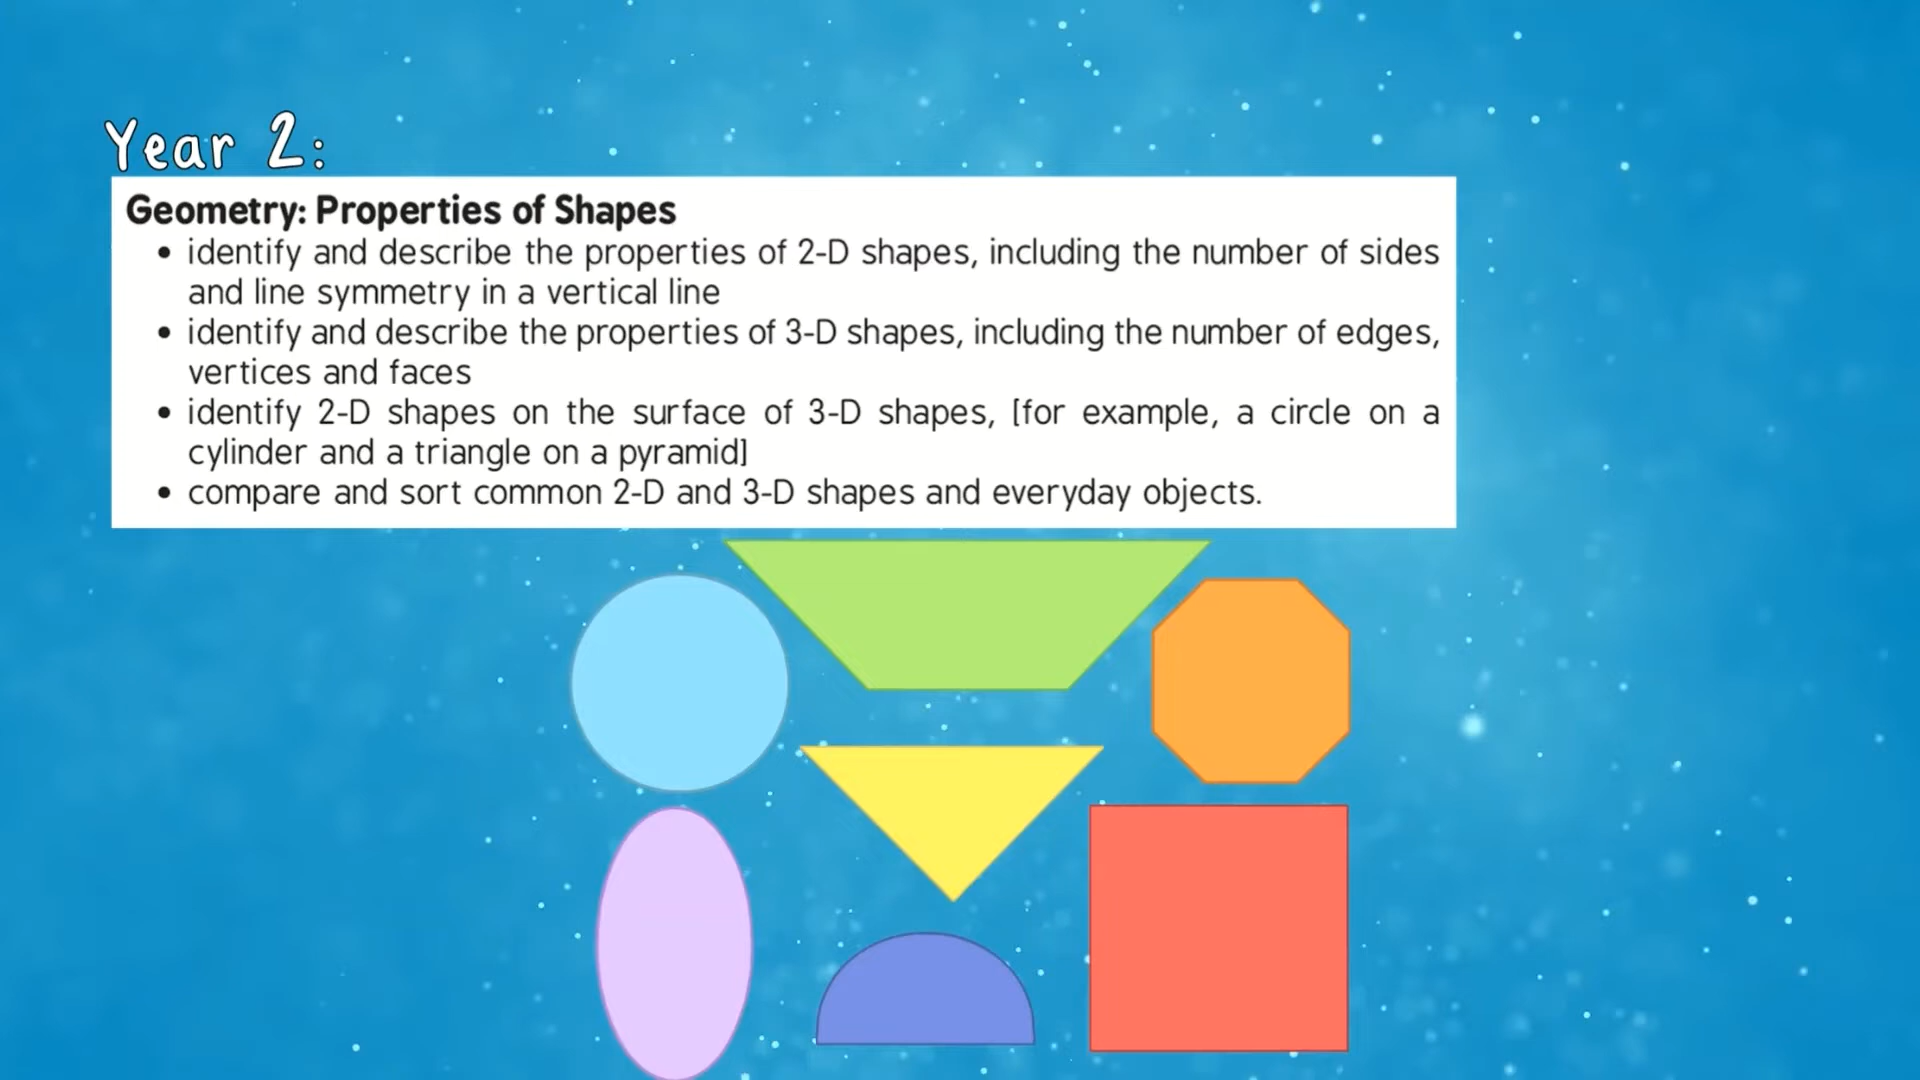 Year 2:
Geometry: Properties of Shapes
• identify and describe the properties of 2-D shapes, including the number of sides
and line symmetry in a vertical line
• identify and describe the properties of 3-D shapes, including the number of edges,
vertices and faces
• identify 2-D shapes on the surface of 3-D shapes, [for example, a circle on a
cylinder and a triangle on a pyramid]
• compare and sort common 2-D and 3-D shapes and everyday objects.